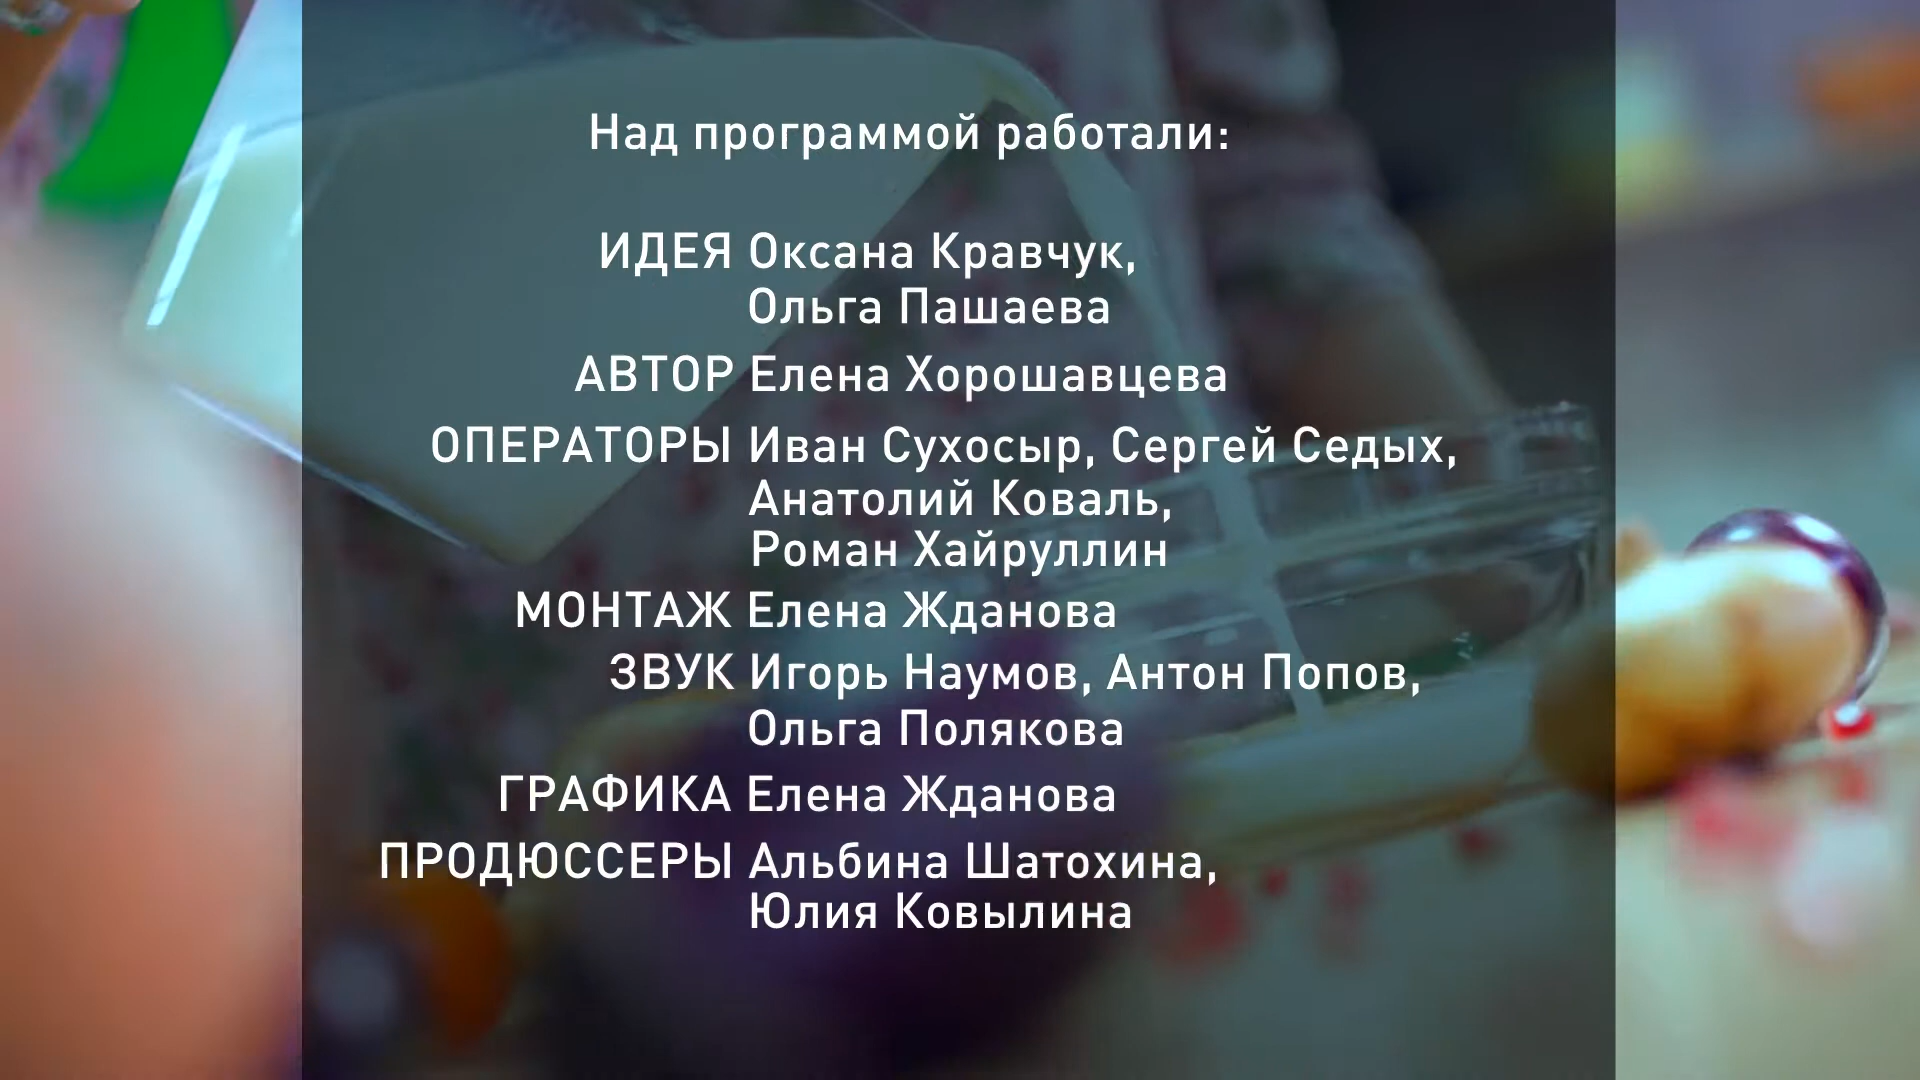 Над программой работали:
ИДЕЯ Оксана Кравчук,
Ольга Пашаева
АВТОР Елена Хорошавцева
ОПЕРАТОРЫ Иван Сухосыр, Сергей Седых,
Анатолий Коваль,
Роман Хайруллин
МОНТАЖ Елена Жданова
ЗВУК Игорь Наумов, Антон Попов,
Ольга Полякова
ГРАФИКА Елена Жданова
ПРОДЮССЕРЫ Альбина Шатохина,
Юлия Ковылина